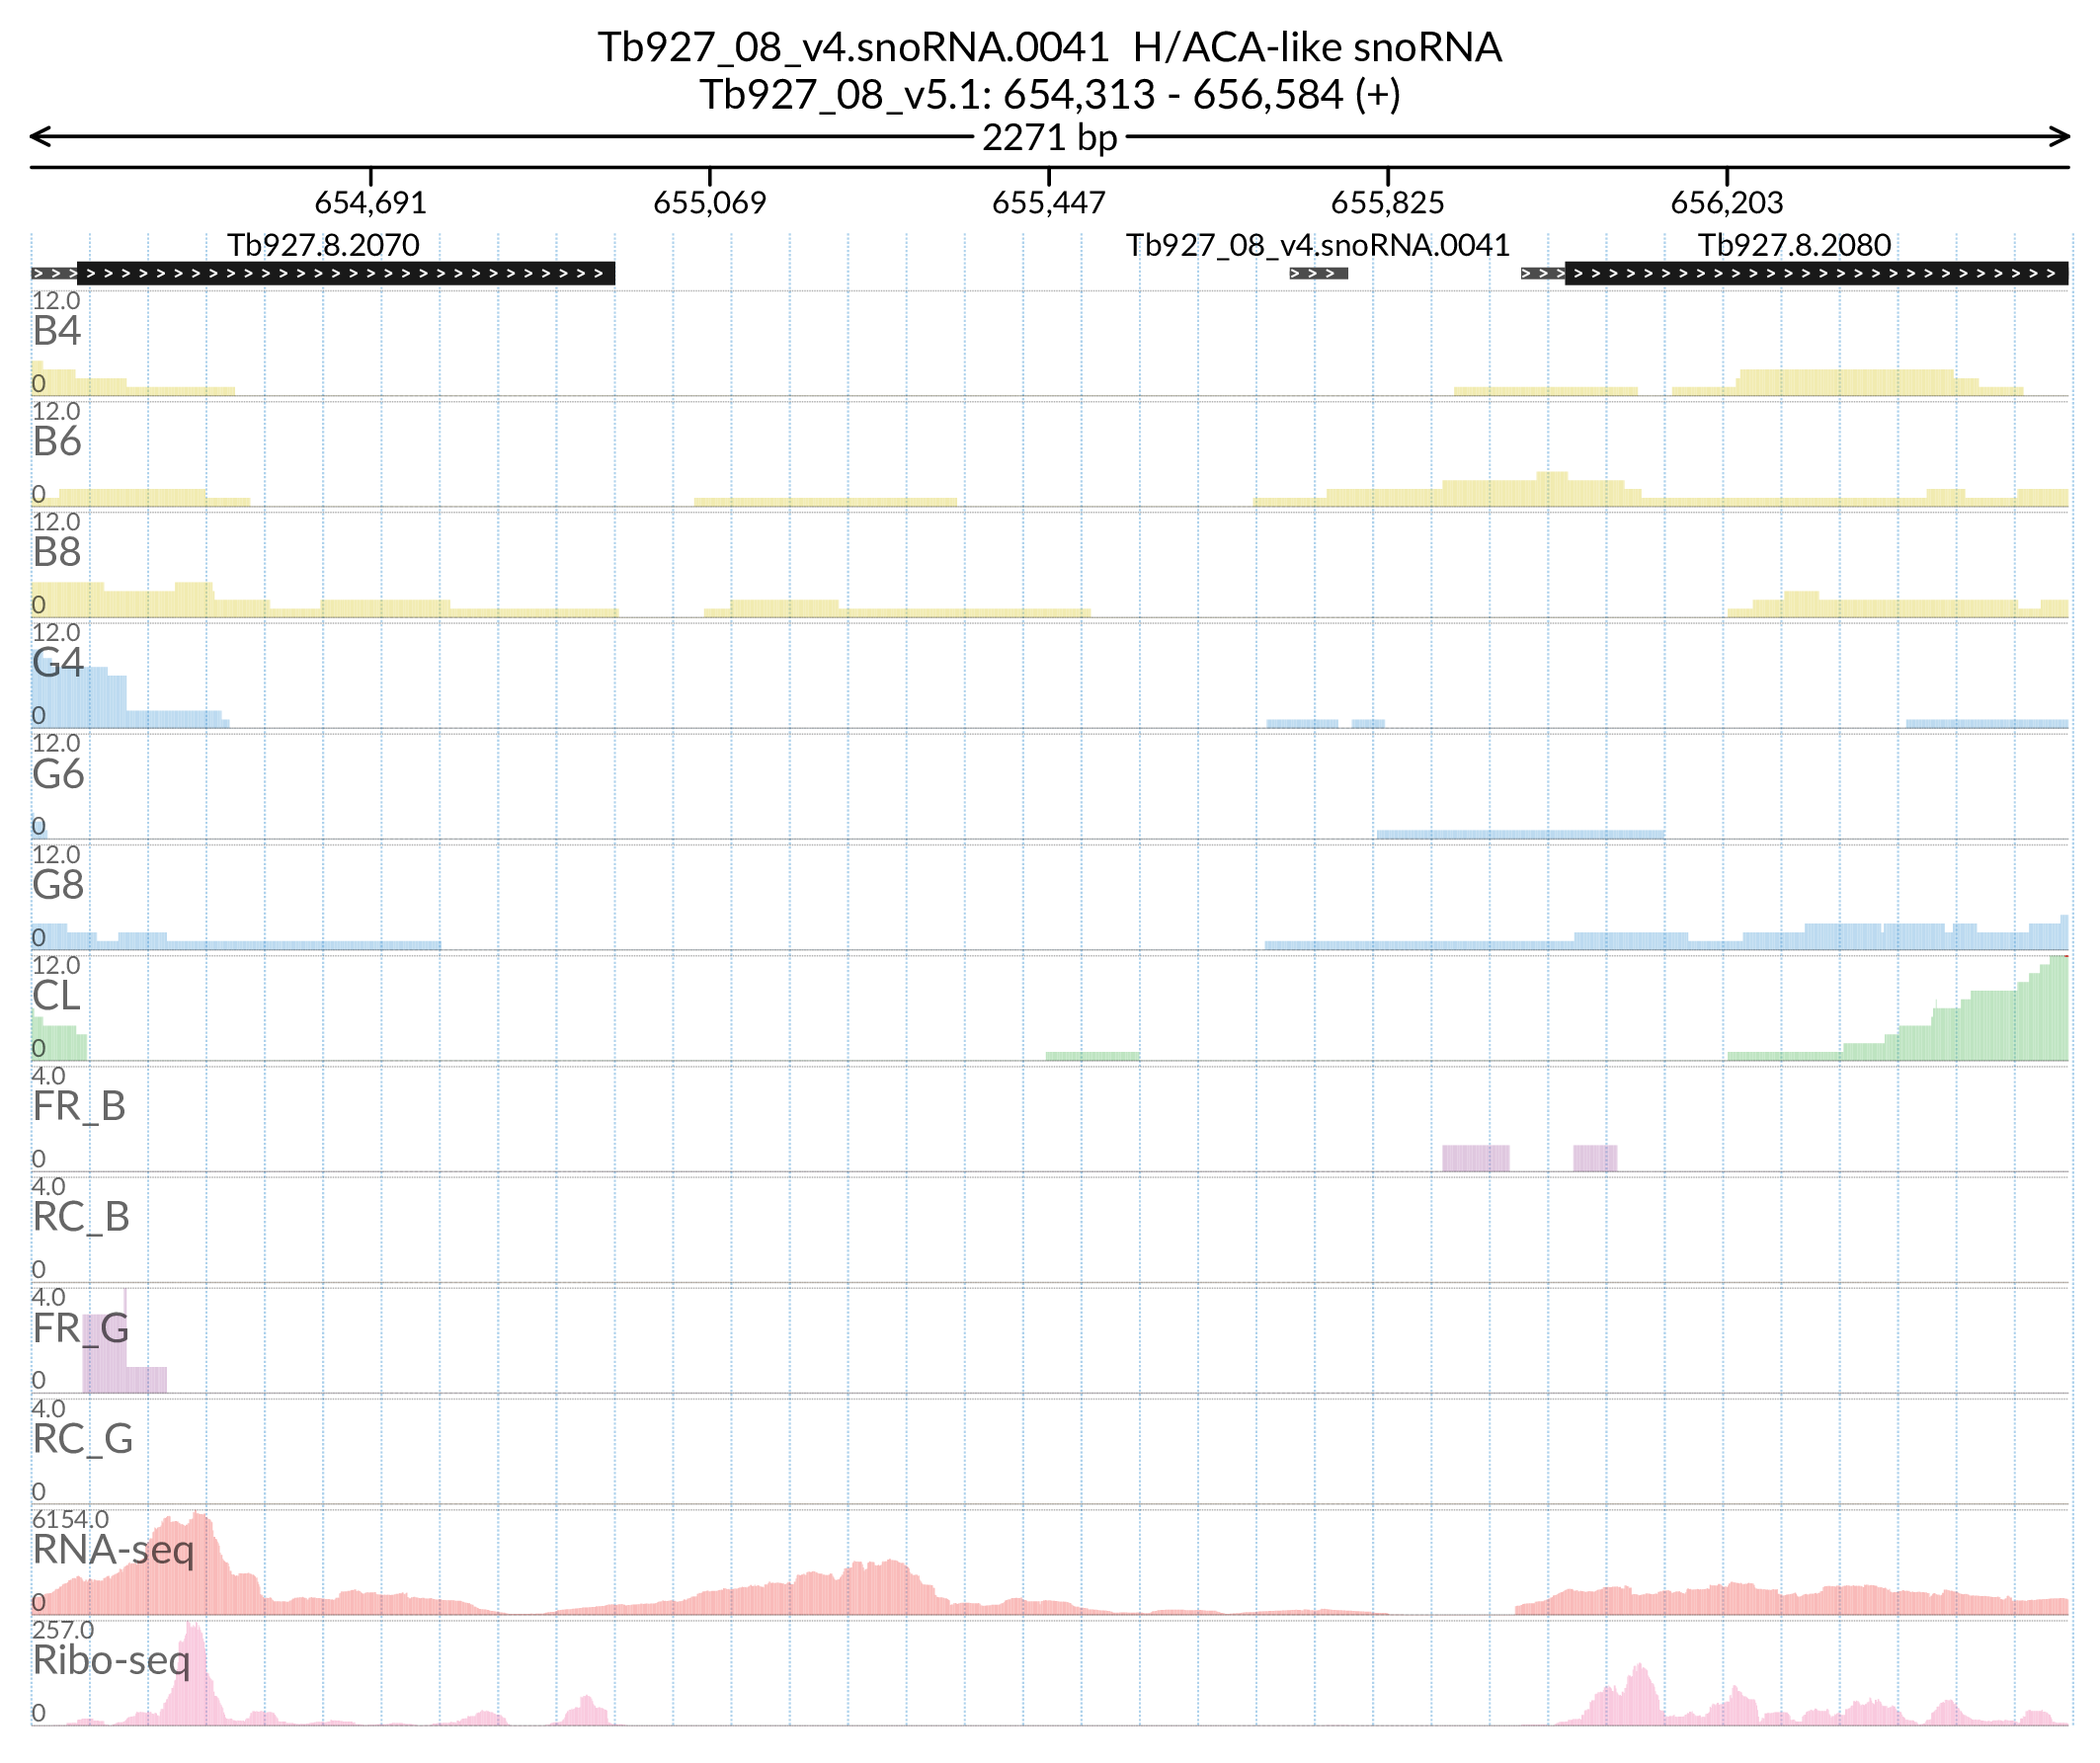 Tb927_08_v4.snoRNA.0041 H/ACA-like snoRNA
Tb927_08_v5.1: 654,313 - 656,584 (+)
2271 bp
654,691 655,069 655,447 655,825 656,203
Tb927.8.2070 Tb927_08_v4.snoRNA.0041 Tb927.8.2080
12.0
B4
0
12.0
B6
0
12.0
B8
0
12.0
G4
0
12.0
G6
0
12.0
G8
0
12.0
CL
0
4.0
FR_B
0
4.0
RC_B
0
4.0
FR_G
0
4.0
RC_G
0
6154.0
RNA-seq
0
257.0
Ribo-seq
0